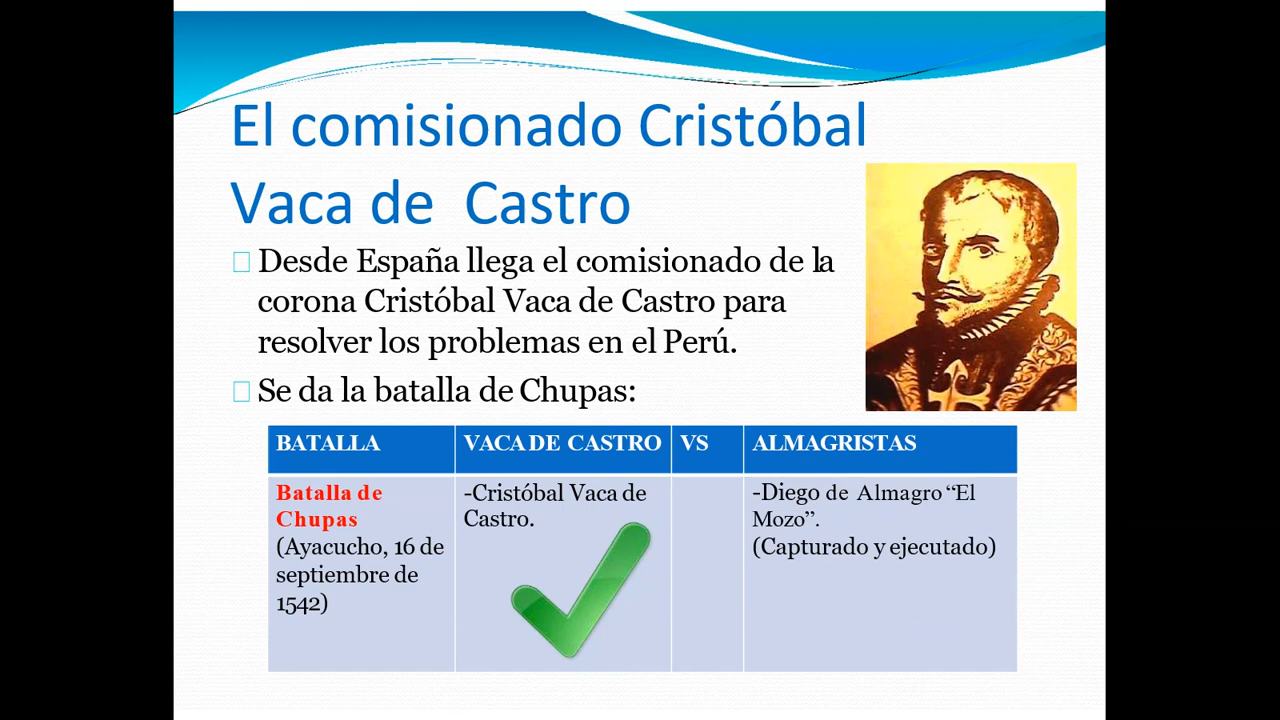 El comisionado Cristóbal
Vaca de Castro
Desde España llega el comisionado de la
corona Cristóbal Vaca de Castro para
resolver los problemas en el Perú.
Se da la batalla de Chupas:
BATALLA
VACA DE CASTRO
VS
ALMAGRISTAS
Batalla de
Chupas
(Ayacucho, 16 de
septiembre de
1542)
-Cristóbal Vaca de
Castro.
-Diego de Almagro “El
Mozo”.
(Capturado y ejecutado)